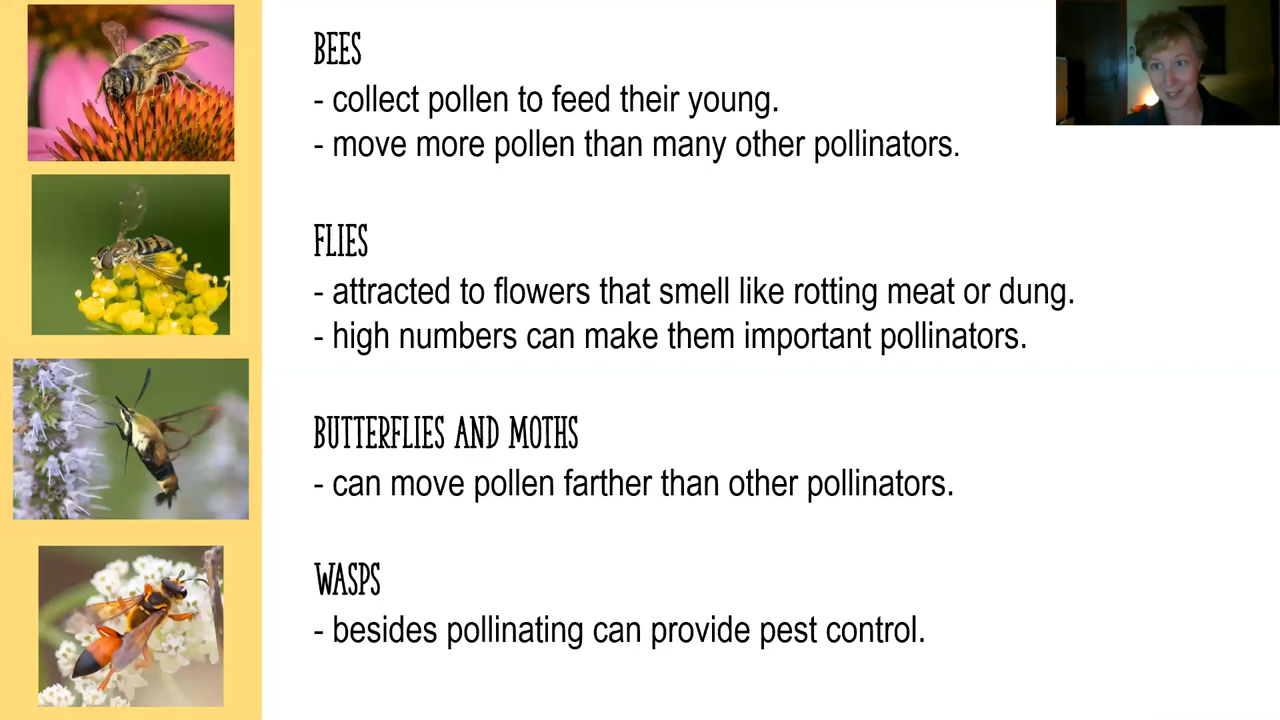 BEES
- collect pollen to feed their young.
- move more pollen than many other pollinators.
FLIES
- attracted to flowers that smell like rotting meat or dung.
- high numbers can make them important pollinators.
BUTTERFLIES AND MOTHS
- can move pollen farther than other pollinators.
WASPS
- besides pollinating can provide pest control.